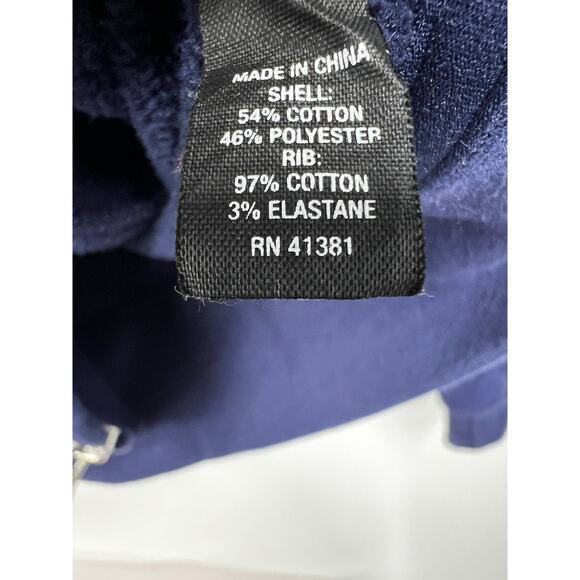 MADE IN CHINA
SHELL:
54% COTTON
46% POLYESTER
RIB:
97% COTTON
3% ELASTANE
RN 41381